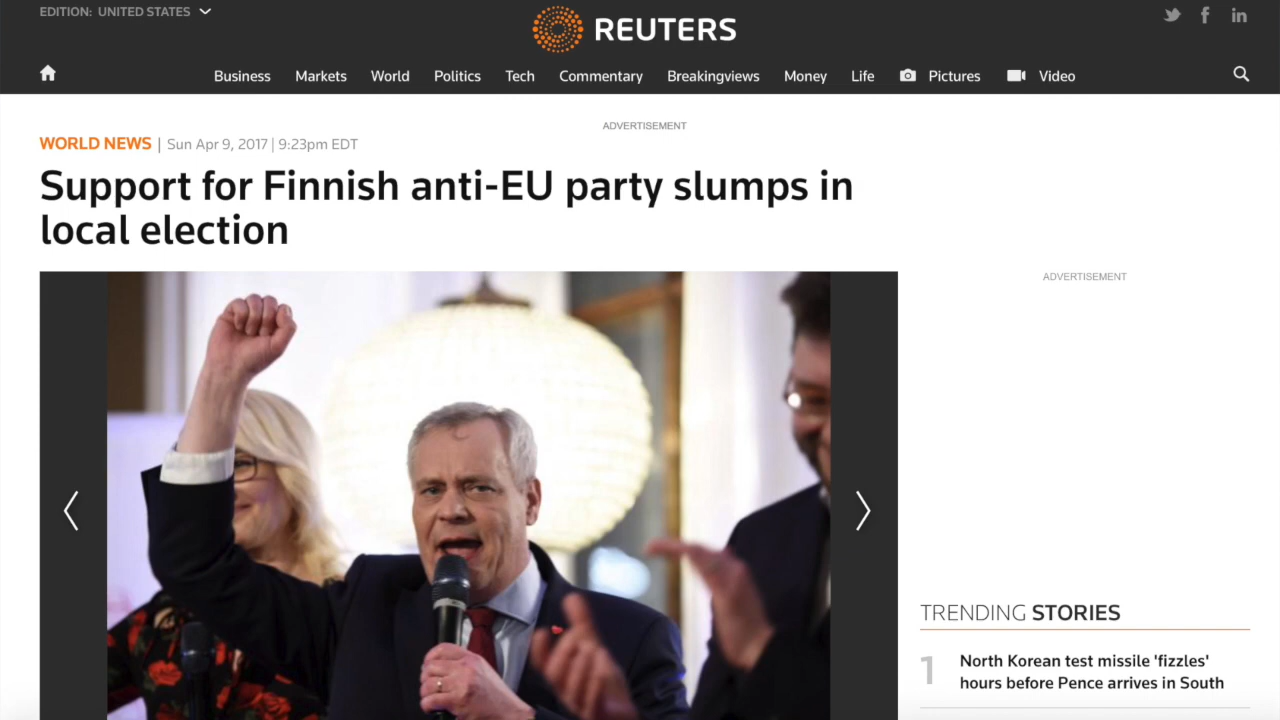 EDITION: UNITED STATES
REUTERS
in
Business Markets World Politics Tech Commentary Breakingviews Money Life Pictures Video
ADVERTISEMENT
WORLD NEWS | Sun Apr 9, 2017 | 9:23pm EDT
Support for Finnish anti-EU party slumps in
local election
ADVERTISEMENT
TRENDING STORIES
1
North Korean test missile 'fizzles'
hours before Pence arrives in South